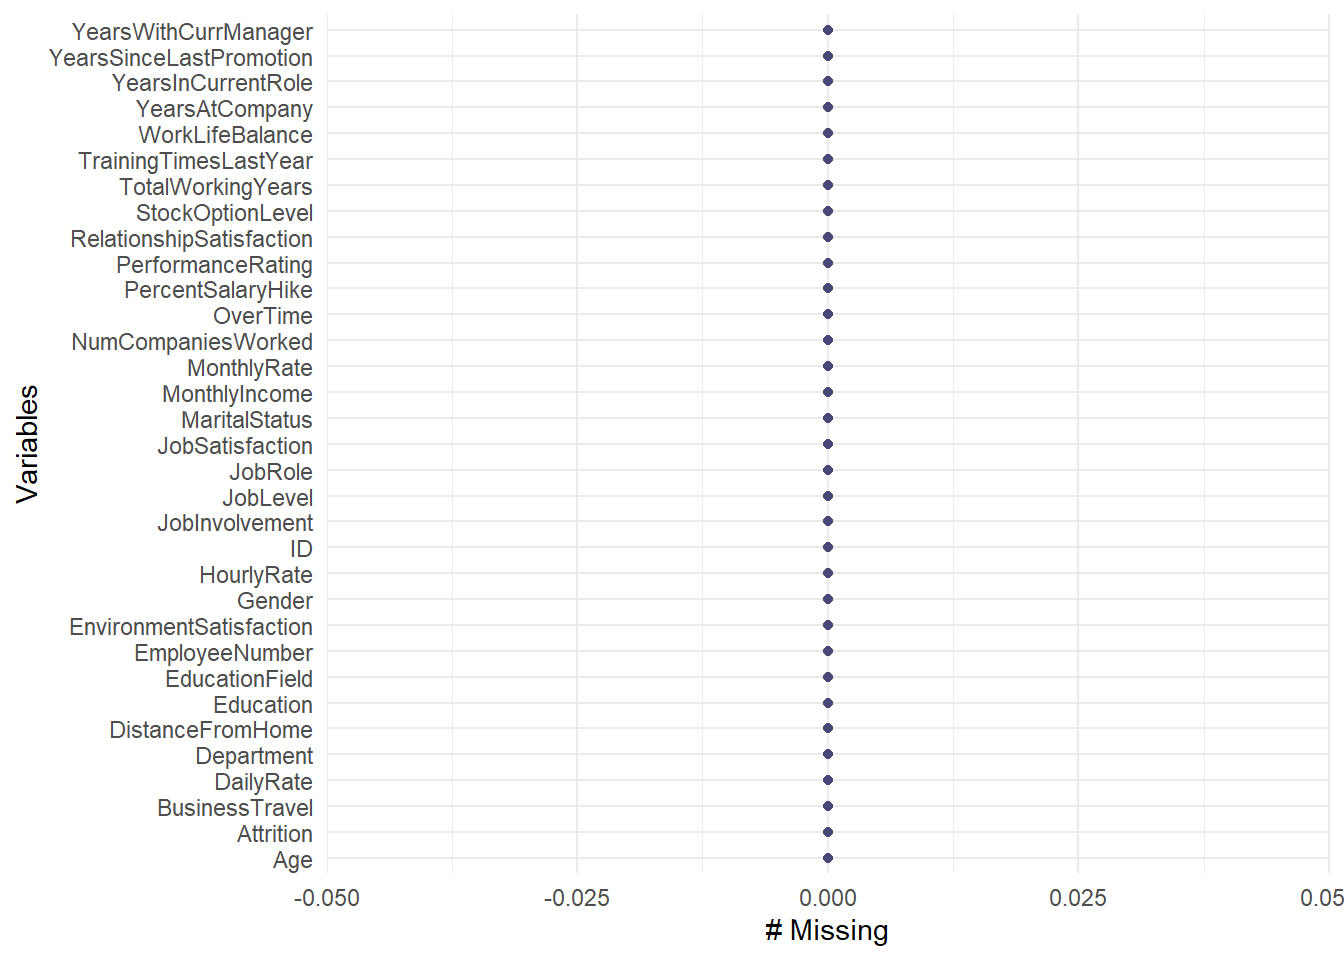 YearsWithCurrManager
YearsSinceLastPromotion
YearsInCurrentRole
YearsAtCompany
WorkLifeBalance
TrainingTimesLastYear
TotalWorkingYears
StockOptionLevel
RelationshipSatisfaction
PerformanceRating
PercentSalaryHike
OverTime
NumCompaniesWorked
MonthlyRate
MonthlyIncome
MaritalStatus
JobSatisfaction
JobRole
JobLevel
JobInvolvement
ID
HourlyRate
Gender
EnvironmentSatisfaction
EmployeeNumber
EducationField
Education
DistanceFromHome
Department
DailyRate
BusinessTravel
Attrition
Age
Variables
-0.050 -0.025 0.000 0.025 0.05
# Missing